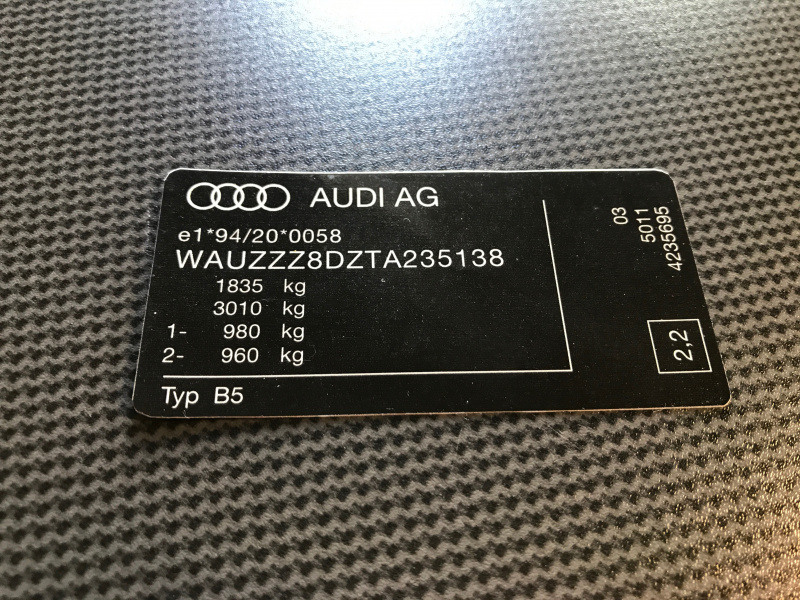 AUDI AG
e1*94/20*0058
WAUZZZ8DZTA235138
1835 kg
3010 kg
1- 980 kg
2- 960 kg
Typ B5
03
5011
4235695
2,2